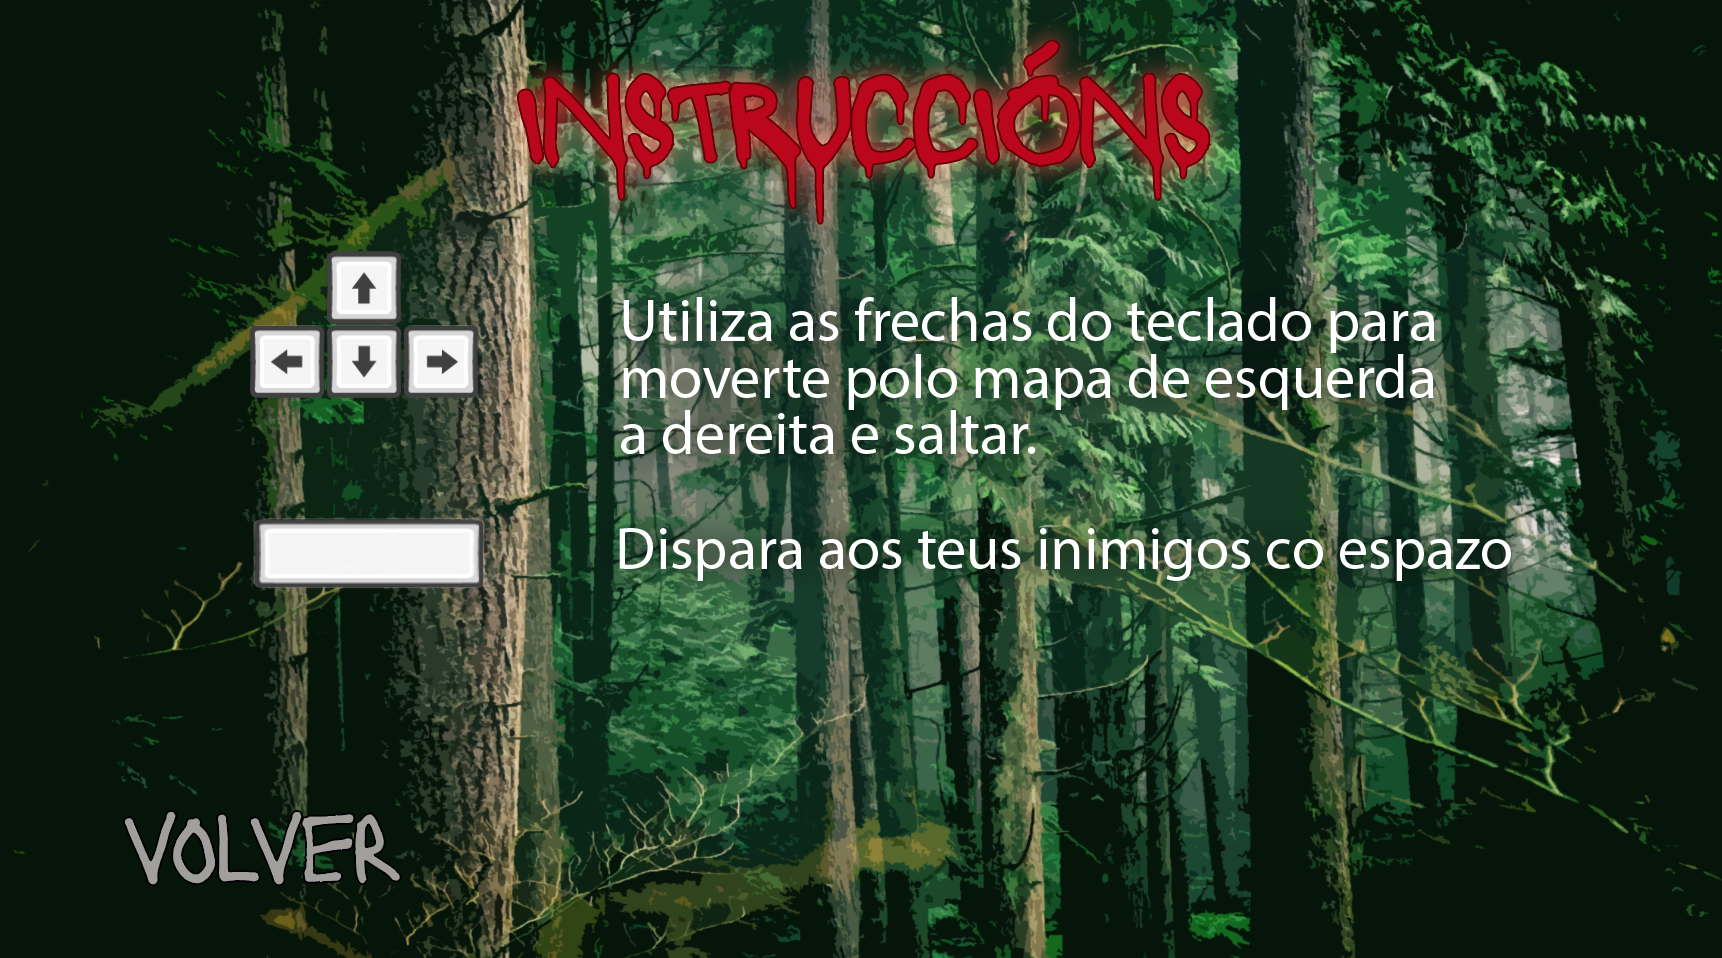 INSTRUCCIÓNS
Utiliza as frechas do teclado para
moverte polo mapa de esquerda
a dereita e saltar.
Dispara aos teus inimigos co espazo
VOLVER